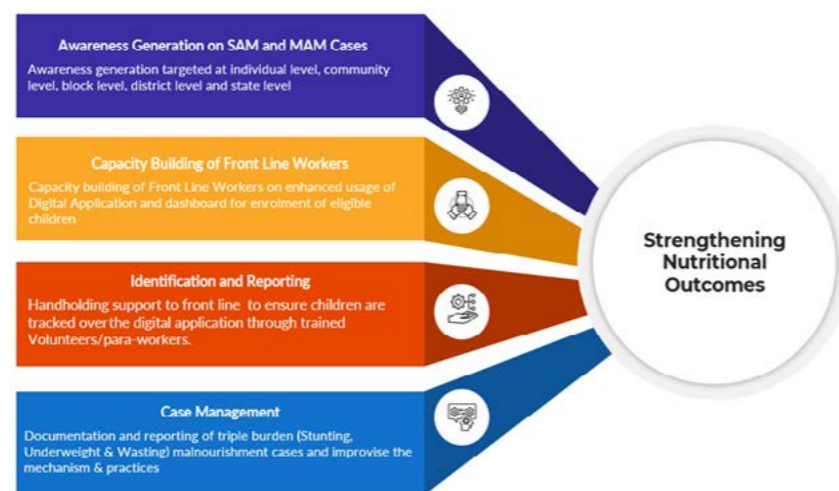 Awareness Generation on SAM and MAM Cases
Awareness generation targeted at individual level, community
level, block level, district level and state level
Capacity Building of Front Line Workers
Capacity building of Front Line Workers on enhanced usage of
Digital Application and dashboard for enrolment of eligible
children
Identification and Reporting
Handholding support to front line to ensure children are
tracked over the digital application through trained
Volunteers/para-workers.
Case Management
Documentation and reporting of triple burden (Stunting,
Underweight & Wasting) malnourishment cases and improvise the
mechanism & practices
Strengthening
Nutritional
Outcomes